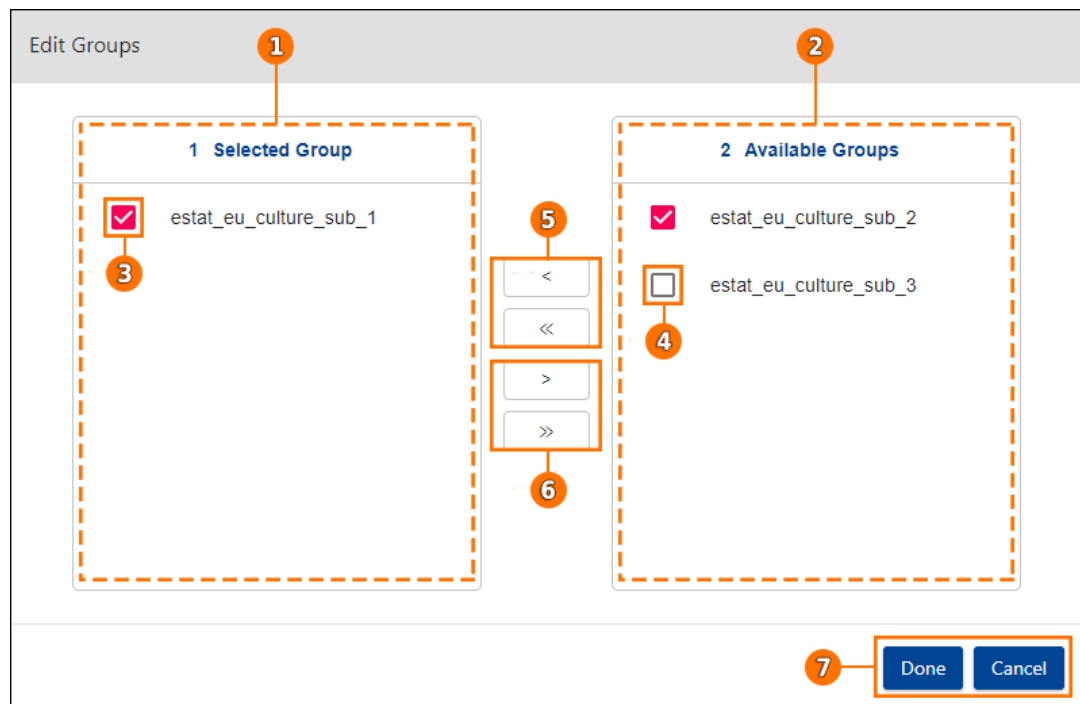 Edit Groups
1
2
1 Selected Group
2 Available Groups
estat_eu_culture_sub_1
estat_eu_culture_sub_2
3
5
estat_eu_culture_sub_3
<
4
≪
>
≫
6
7
Done
Cancel